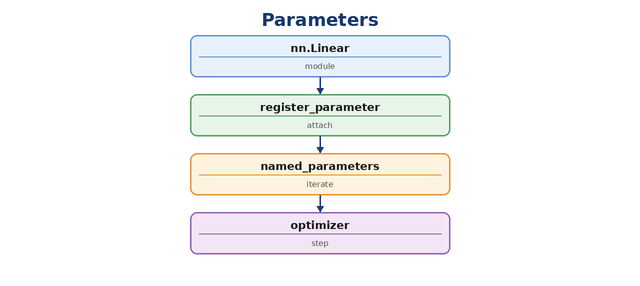 Parameters
nn.Linear
module
register_parameter
attach
named_parameters
iterate
optimizer
step